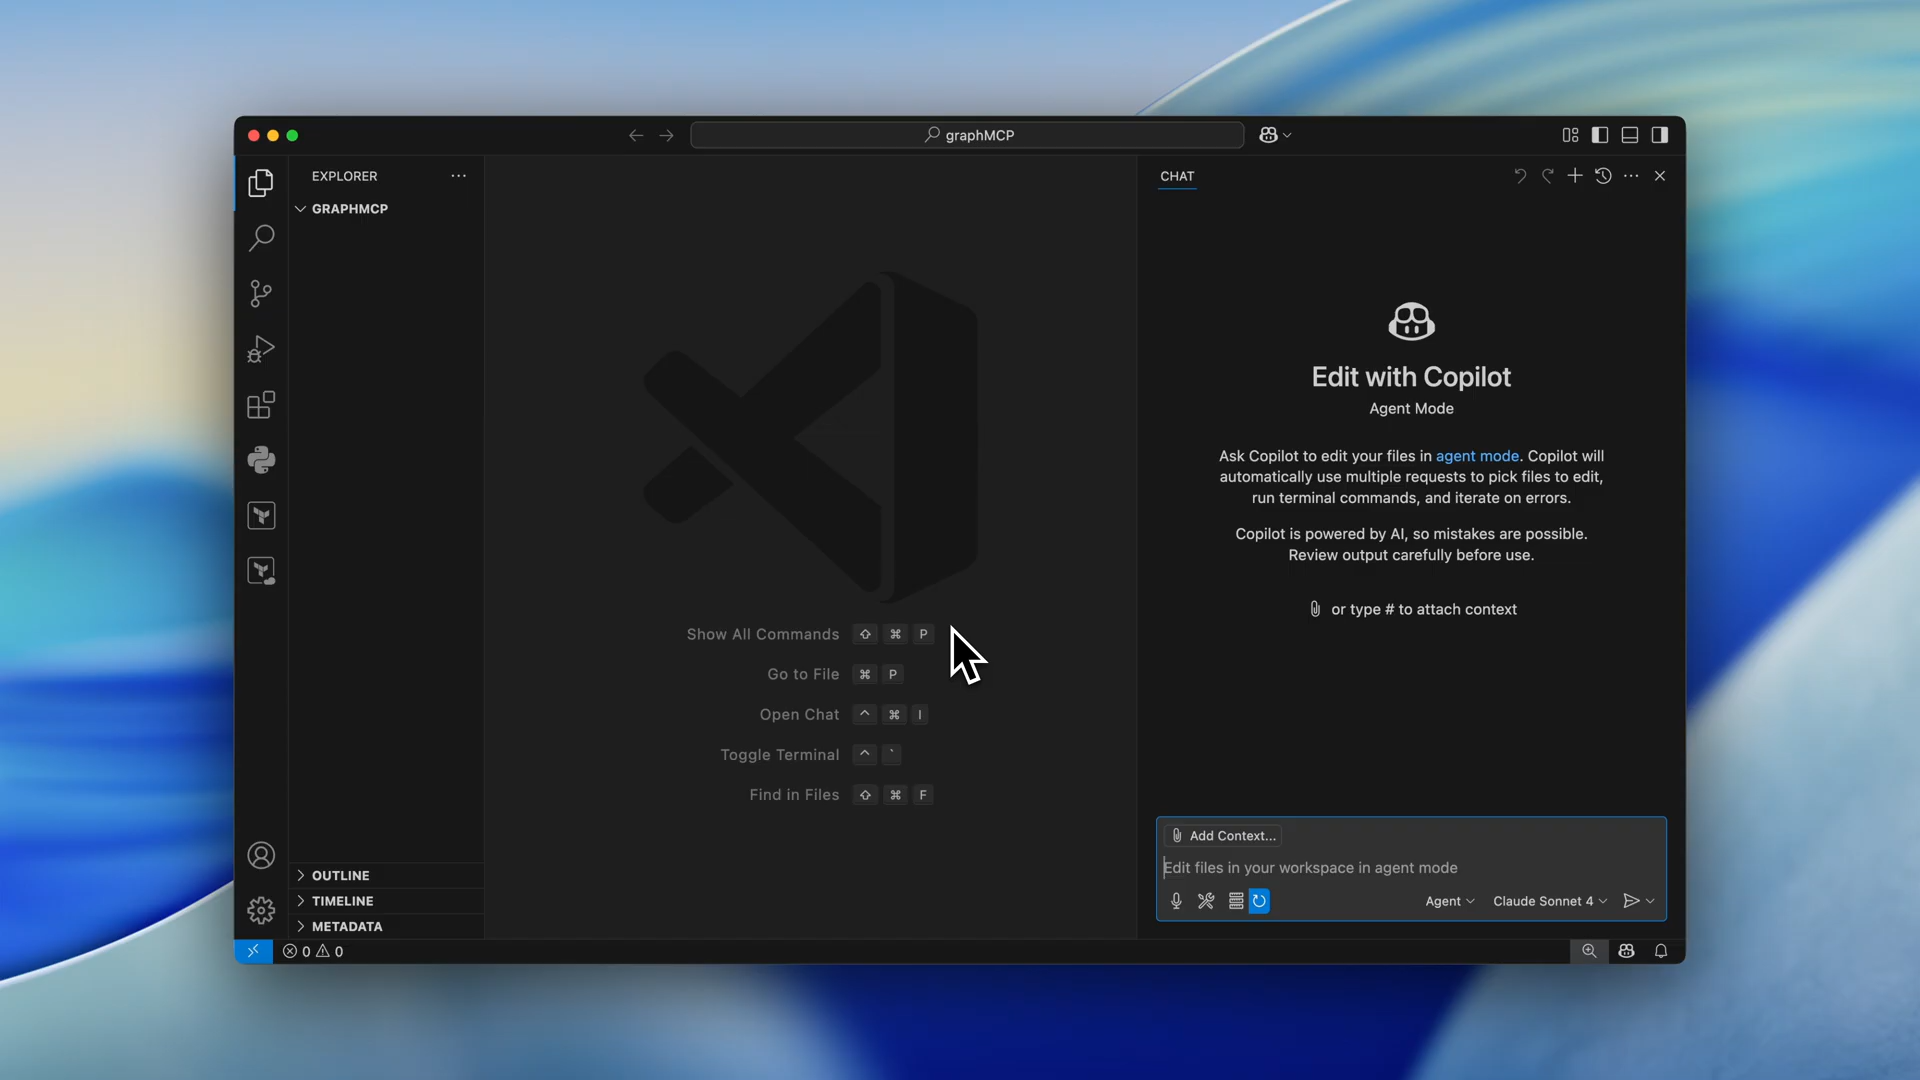 graphMCP
EXPLORER
GRAPHMCP
Show All Commands ⇧ ⌘ P
Go to File ⌘ P
Open Chat ^ ⌘ I
Toggle Terminal ^ `
Find in Files ⇧ ⌘ F
OUTLINE
TIMELINE
METADATA
0 0
CHAT
Edit with Copilot
Agent Mode
Ask Copilot to edit your files in agent mode. Copilot will
automatically use multiple requests to pick files to edit,
run terminal commands, and iterate on errors.
Copilot is powered by AI, so mistakes are possible.
Review output carefully before use.
or type # to attach context
Add Context...
Edit files in your workspace in agent mode
Agent Claude Sonnet 4